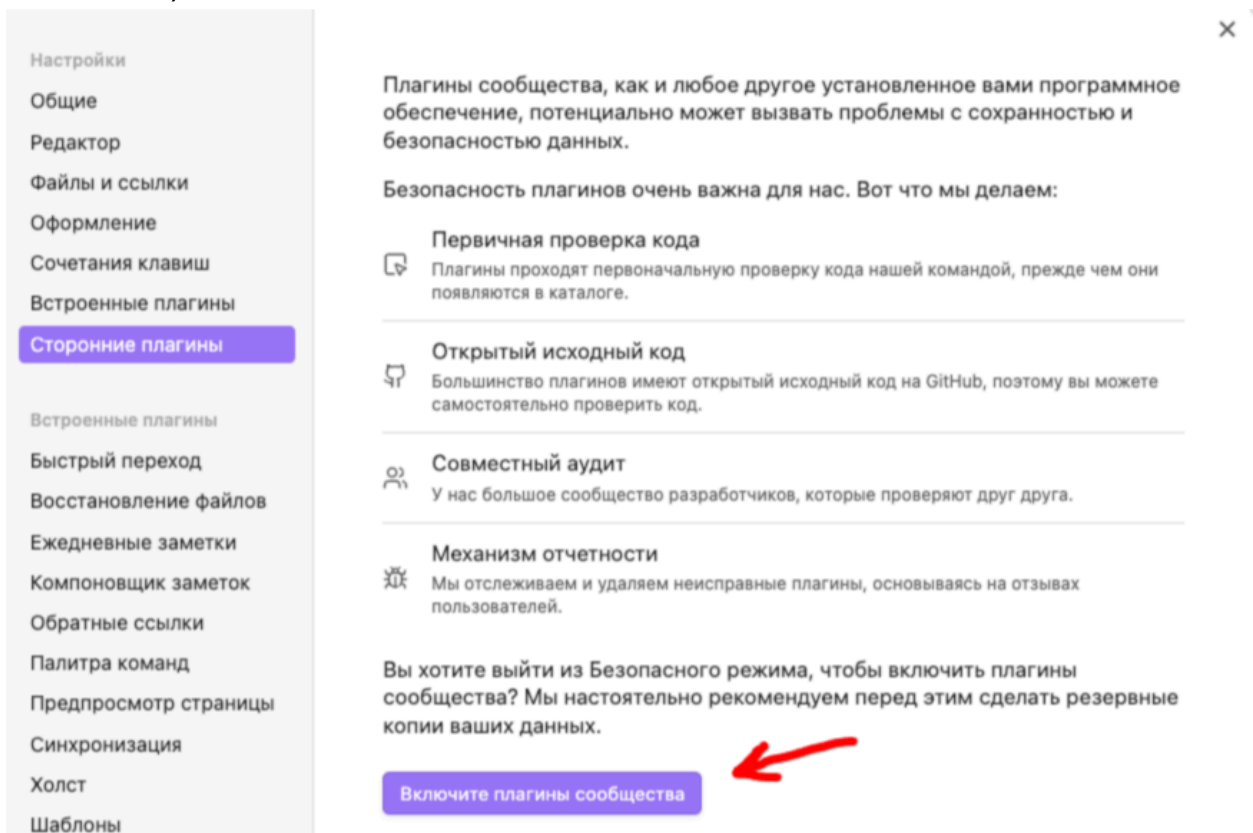 Настройки
Общие
Редактор
Файлы и ссылки
Оформление
Сочетания клавиш
Встроенные плагины
Сторонние плагины
Встроенные плагины
Быстрый переход
Восстановление файлов
Ежедневные заметки
Компоновщик заметок
Обратные ссылки
Палитра команд
Предпросмотр страницы
Синхронизация
Холст
Шаблоны
Плагины сообщества, как и любое другое установленное вами программное
обеспечение, потенциально может вызвать проблемы с сохранностью и
безопасностью данных.
Безопасность плагинов очень важна для нас. Вот что мы делаем:
Первичная проверка кода
Плагины проходят первоначальную проверку кода нашей командой, прежде чем они
появляются в каталоге.
Открытый исходный код
Большинство плагинов имеют открытый исходный код на GitHub, поэтому вы можете
самостоятельно проверить код.
Совместный аудит
У нас большое сообщество разработчиков, которые проверяют друг друга.
Механизм отчетности
Мы отслеживаем и удаляем неисправные плагины, основываясь на отзывах
пользователей.
Вы хотите выйти из Безопасного режима, чтобы включить плагины
сообщества? Мы настоятельно рекомендуем перед этим сделать резервные
копии ваших данных.
Включите плагины сообщества